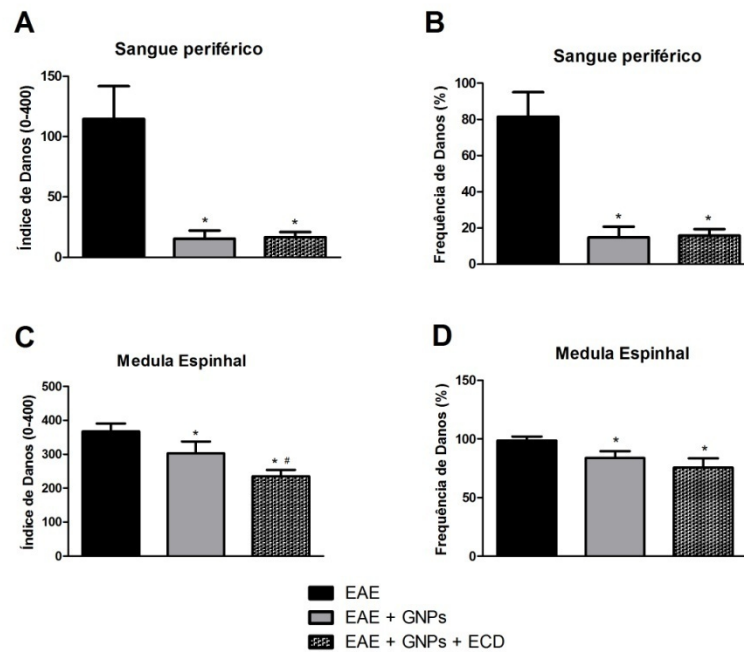 A
Sangue periférico
Índice de Danos (0-400)
150
100
50
0
*
*
B
Sangue periférico
Frequência de Danos (%)
100
80
60
40
20
0
*
*
C
Medula Espinhal
Índice de Danos (0-400)
500
400
300
200
100
0
*
* #
D
Medula Espinhal
Frequência de Danos (%)
150
100
50
0
*
*
EAE
EAE + GNPs
EAE + GNPs + ECD